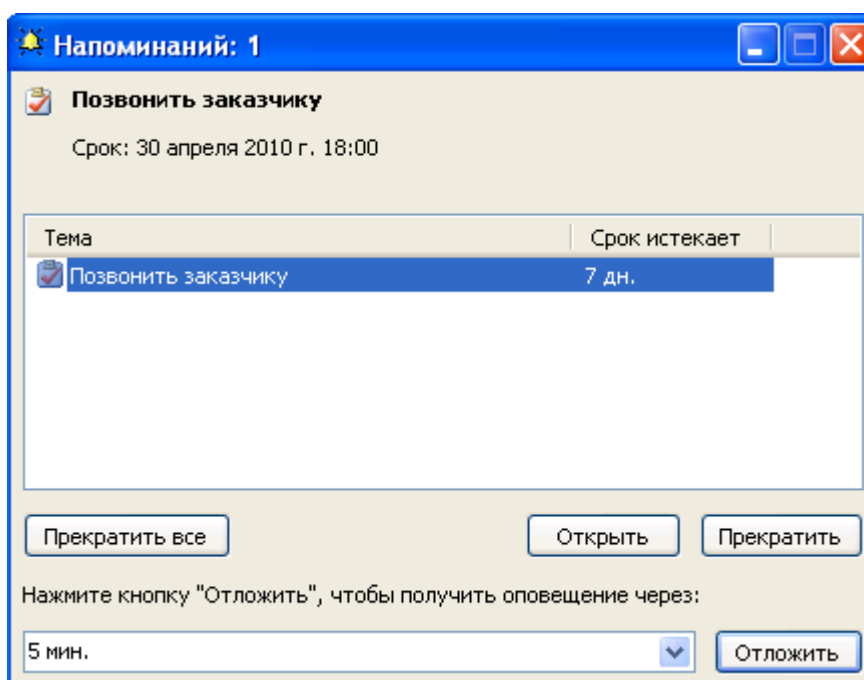 Напоминаний: 1
Позвонить заказчику
Срок: 30 апреля 2010 г. 18:00
Тема Срок истекает
Позвонить заказчику 7 дн.
Прекратить все Открыть Прекратить
Нажмите кнопку "Отложить", чтобы получить оповещение через:
5 мин. Отложить